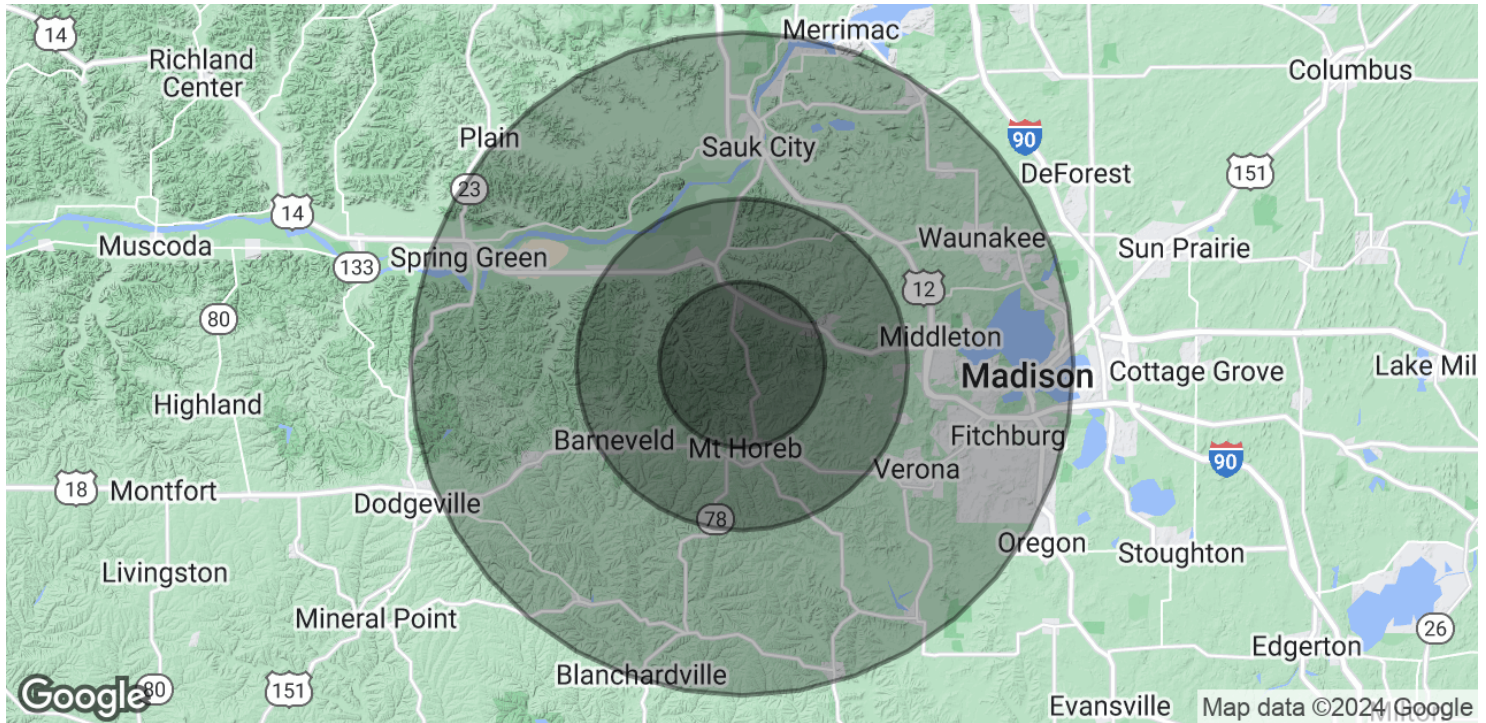 14
Merrimac
Richland
Center
Columbus
Plain
90
Sauk City
DeForest
151
23
14
Muscoda
Waunakee
Sun Prairie
Spring Green
133
12
80
Middleton
Madison
Cottage Grove
Lake Mil
Highland
Barneveld
Mt Horeb
Fitchburg
90
Verona
18
Montfort
Dodgeville
78
Oregon
Stoughton
Livingston
Mineral Point
26
Edgerton
Blanchardville
Google
80
151
Evansville
Map data ©2024 Google